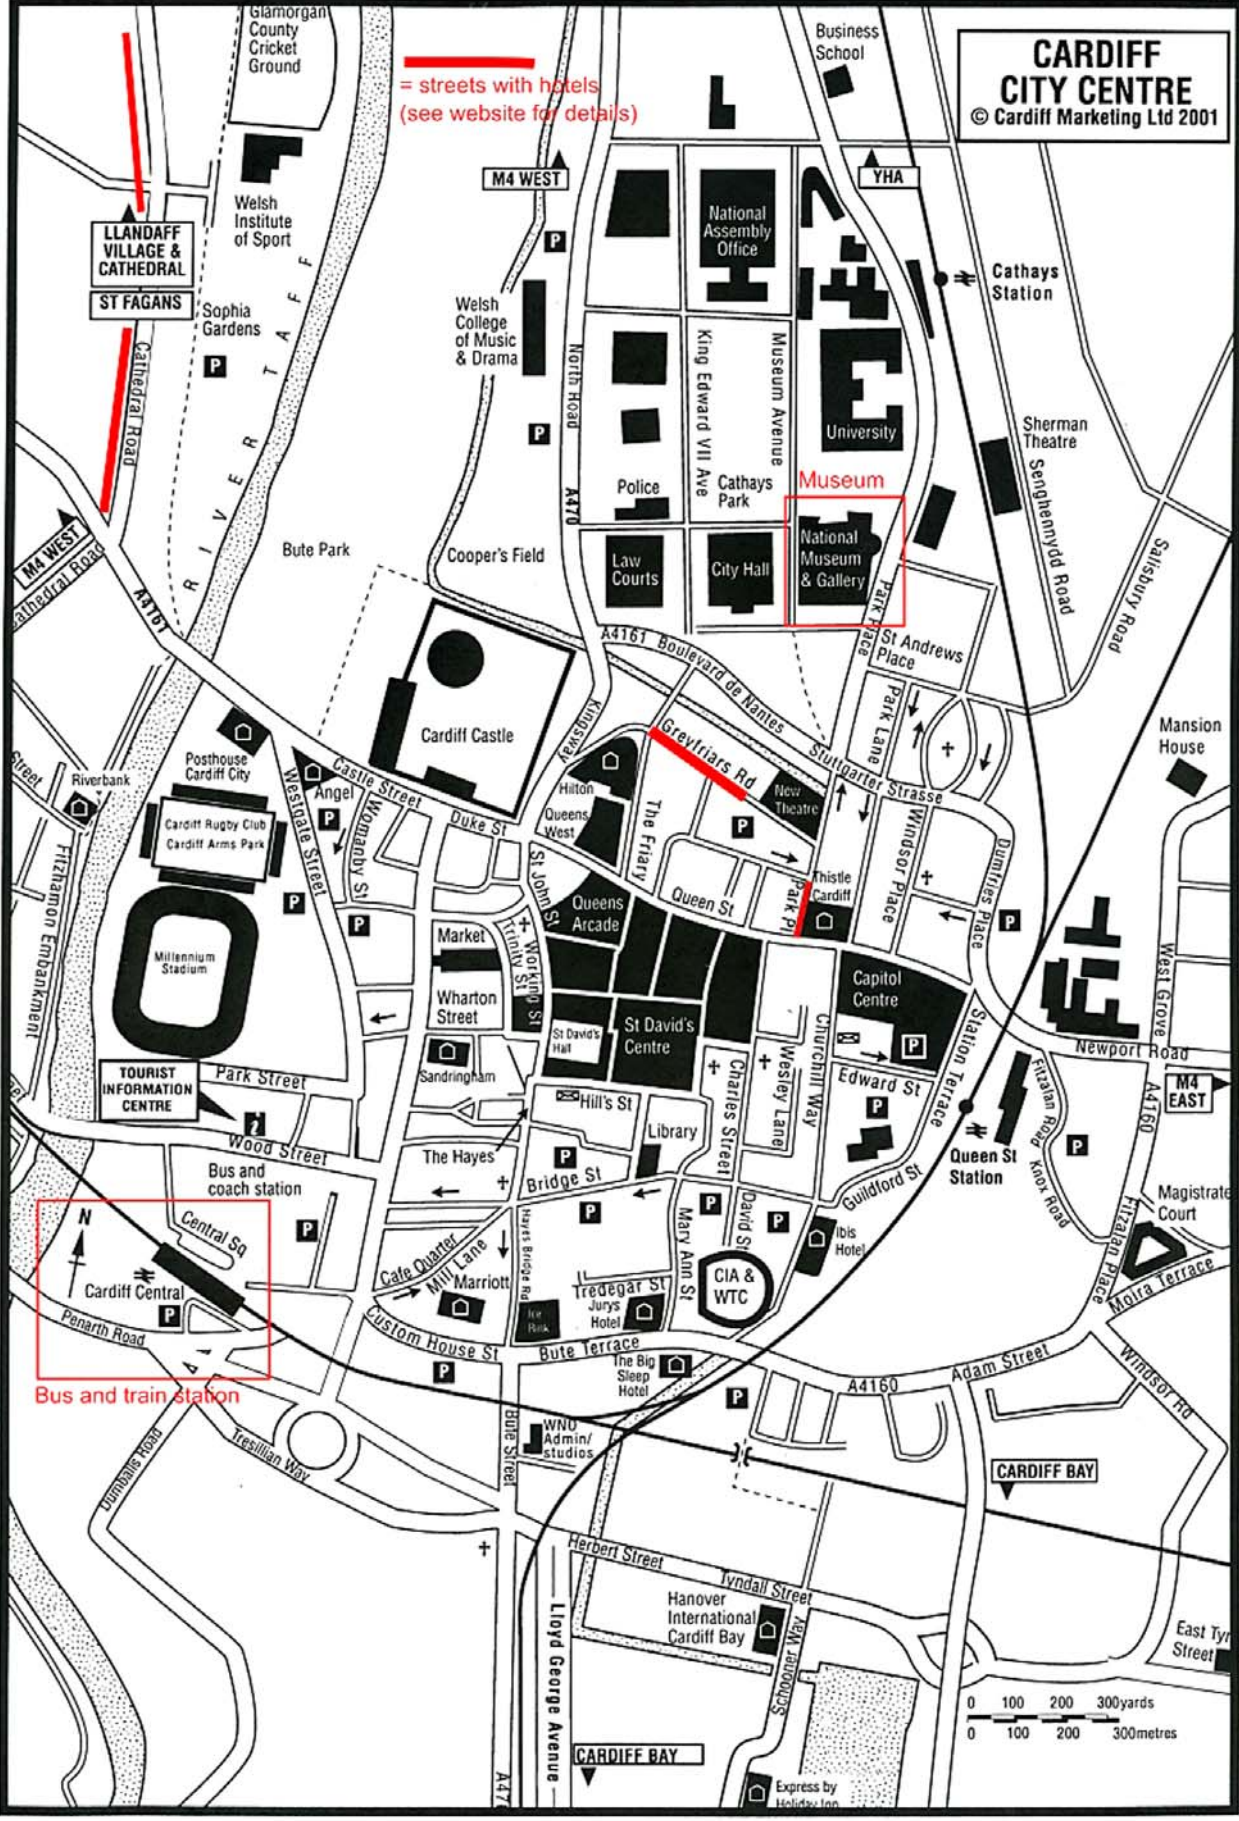 Glamorgan
County
Cricket
Ground
= streets with hotels
(see website for details)
Business
School
CARDIFF
CITY CENTRE
© Cardiff Marketing Ltd 2001
M4 WEST
YHA
Welsh
Institute
of Sport
National
Assembly
Office
LLANDAFF
VILLAGE &
CATHEDRAL
ST FAGANS
Sophia
Gardens
P
P
Cathays
Station
Welsh
College
of Music
& Drama
P
RIVER TAFF
Cathedral Road
North Road
A470
King Edward VII Ave
Museum Avenue
University
Sherman
Theatre
Senghennydd Road
Salisbury Road
Police
Cathays
Park
Museum
National
Museum
& Gallery
Law
Courts
City Hall
Park Place
M4 WEST
Cathedral Road
A4161
Bute Park
Cooper's Field
A4161 Boulevard de Nantes
St Andrews
Place
Park Lane
Stuttgarter Strasse
Cardiff Castle
Kingsway
Greyfriars Rd
Hilton
New
Theatre
Mansion
House
Posthouse
Cardiff City
Riverbank
Street
Angel
Castle Street
Duke St
Queens
West
The Friary
P
Cardiff Rugby Club
Cardiff Arms Park
Westgate Street
Womanby St
P
P
P
St John St
Queens
Arcade
Queen St
Park Pl
Thistle
Cardiff
Windsor Place
Dumfries Place
P
Fitzhamon Embankment
Millennium
Stadium
Market
Trinity St
Working St
Wharton
Street
Sandringham
St David's
Hall
St David's
Centre
Capitol
Centre
P
Churchill Way
Station Terrace
West Grove
Newport Road
M4
EAST
A4160
TOURIST
INFORMATION
CENTRE
Park Street
i
Wood Street
Hill's St
Library
Charles Street
Wesley Lane
Edward St
P
Queen St
Station
Fitzalan Road
Knox Road
P
The Hayes
Bridge St
P
Guildford St
Bus and
coach station
P
P
P
P
David St
Mary Ann St
Ibis
Hotel
Magistrate
Court
Fitzalan Place
Moira Terrace
N
Central Sq
Cardiff Central
P
Penarth Road
Bus and train station
Cafe Quarter
Mill Lane
Marriott
Hayes Bridge Rd
Ice
Rink
Tredegar St
Jurys
Hotel
CIA &
WTC
Custom House St
Bute Terrace
P
The Big
Sleep
Hotel
P
A4160
Adam Street
Windsor Rd
Dumballs Road
Tresillian Way
Bute Street
WNO
Admin/
studios
CARDIFF BAY
Herbert Street
Tyndall Street
Hanover
International
Cardiff Bay
Schooner Way
East Tyn
Street
Lloyd George Avenue
A470
CARDIFF BAY
0 100 200 300yards
0 100 200 300metres
Express by
Holiday Inn